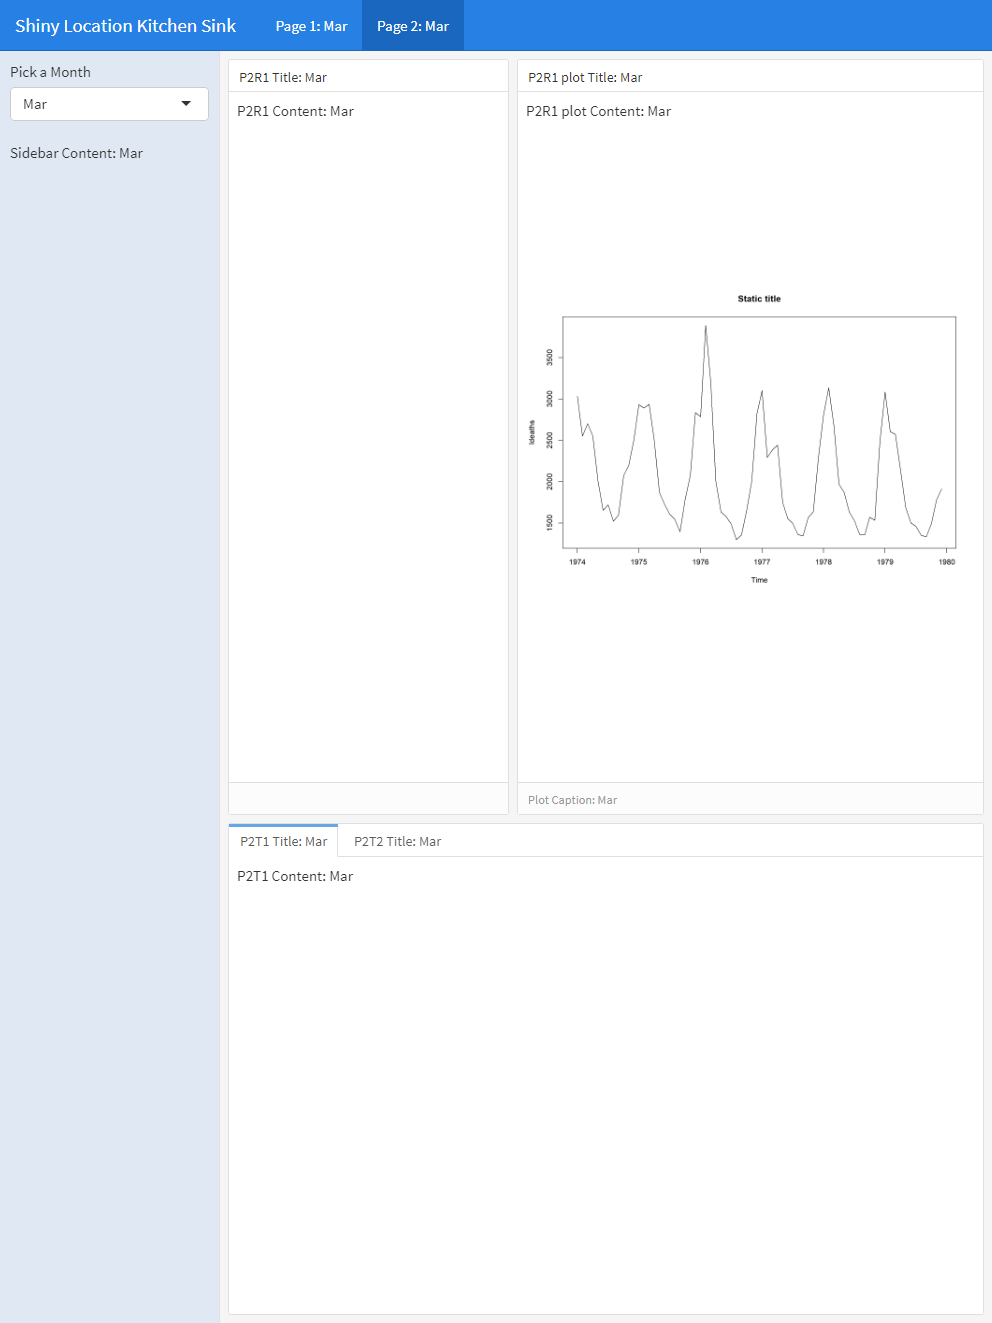 Shiny Location Kitchen Sink
Page 1: Mar
Page 2: Mar
Pick a Month
Mar
Sidebar Content: Mar
P2R1 Title: Mar
P2R1 Content: Mar
P2R1 plot Title: Mar
P2R1 plot Content: Mar
Static title
3500
3000
2500
2000
1500
ldeaths
1974 1975 1976 1977 1978 1979 1980
Time
Plot Caption: Mar
P2T1 Title: Mar
P2T2 Title: Mar
P2T1 Content: Mar